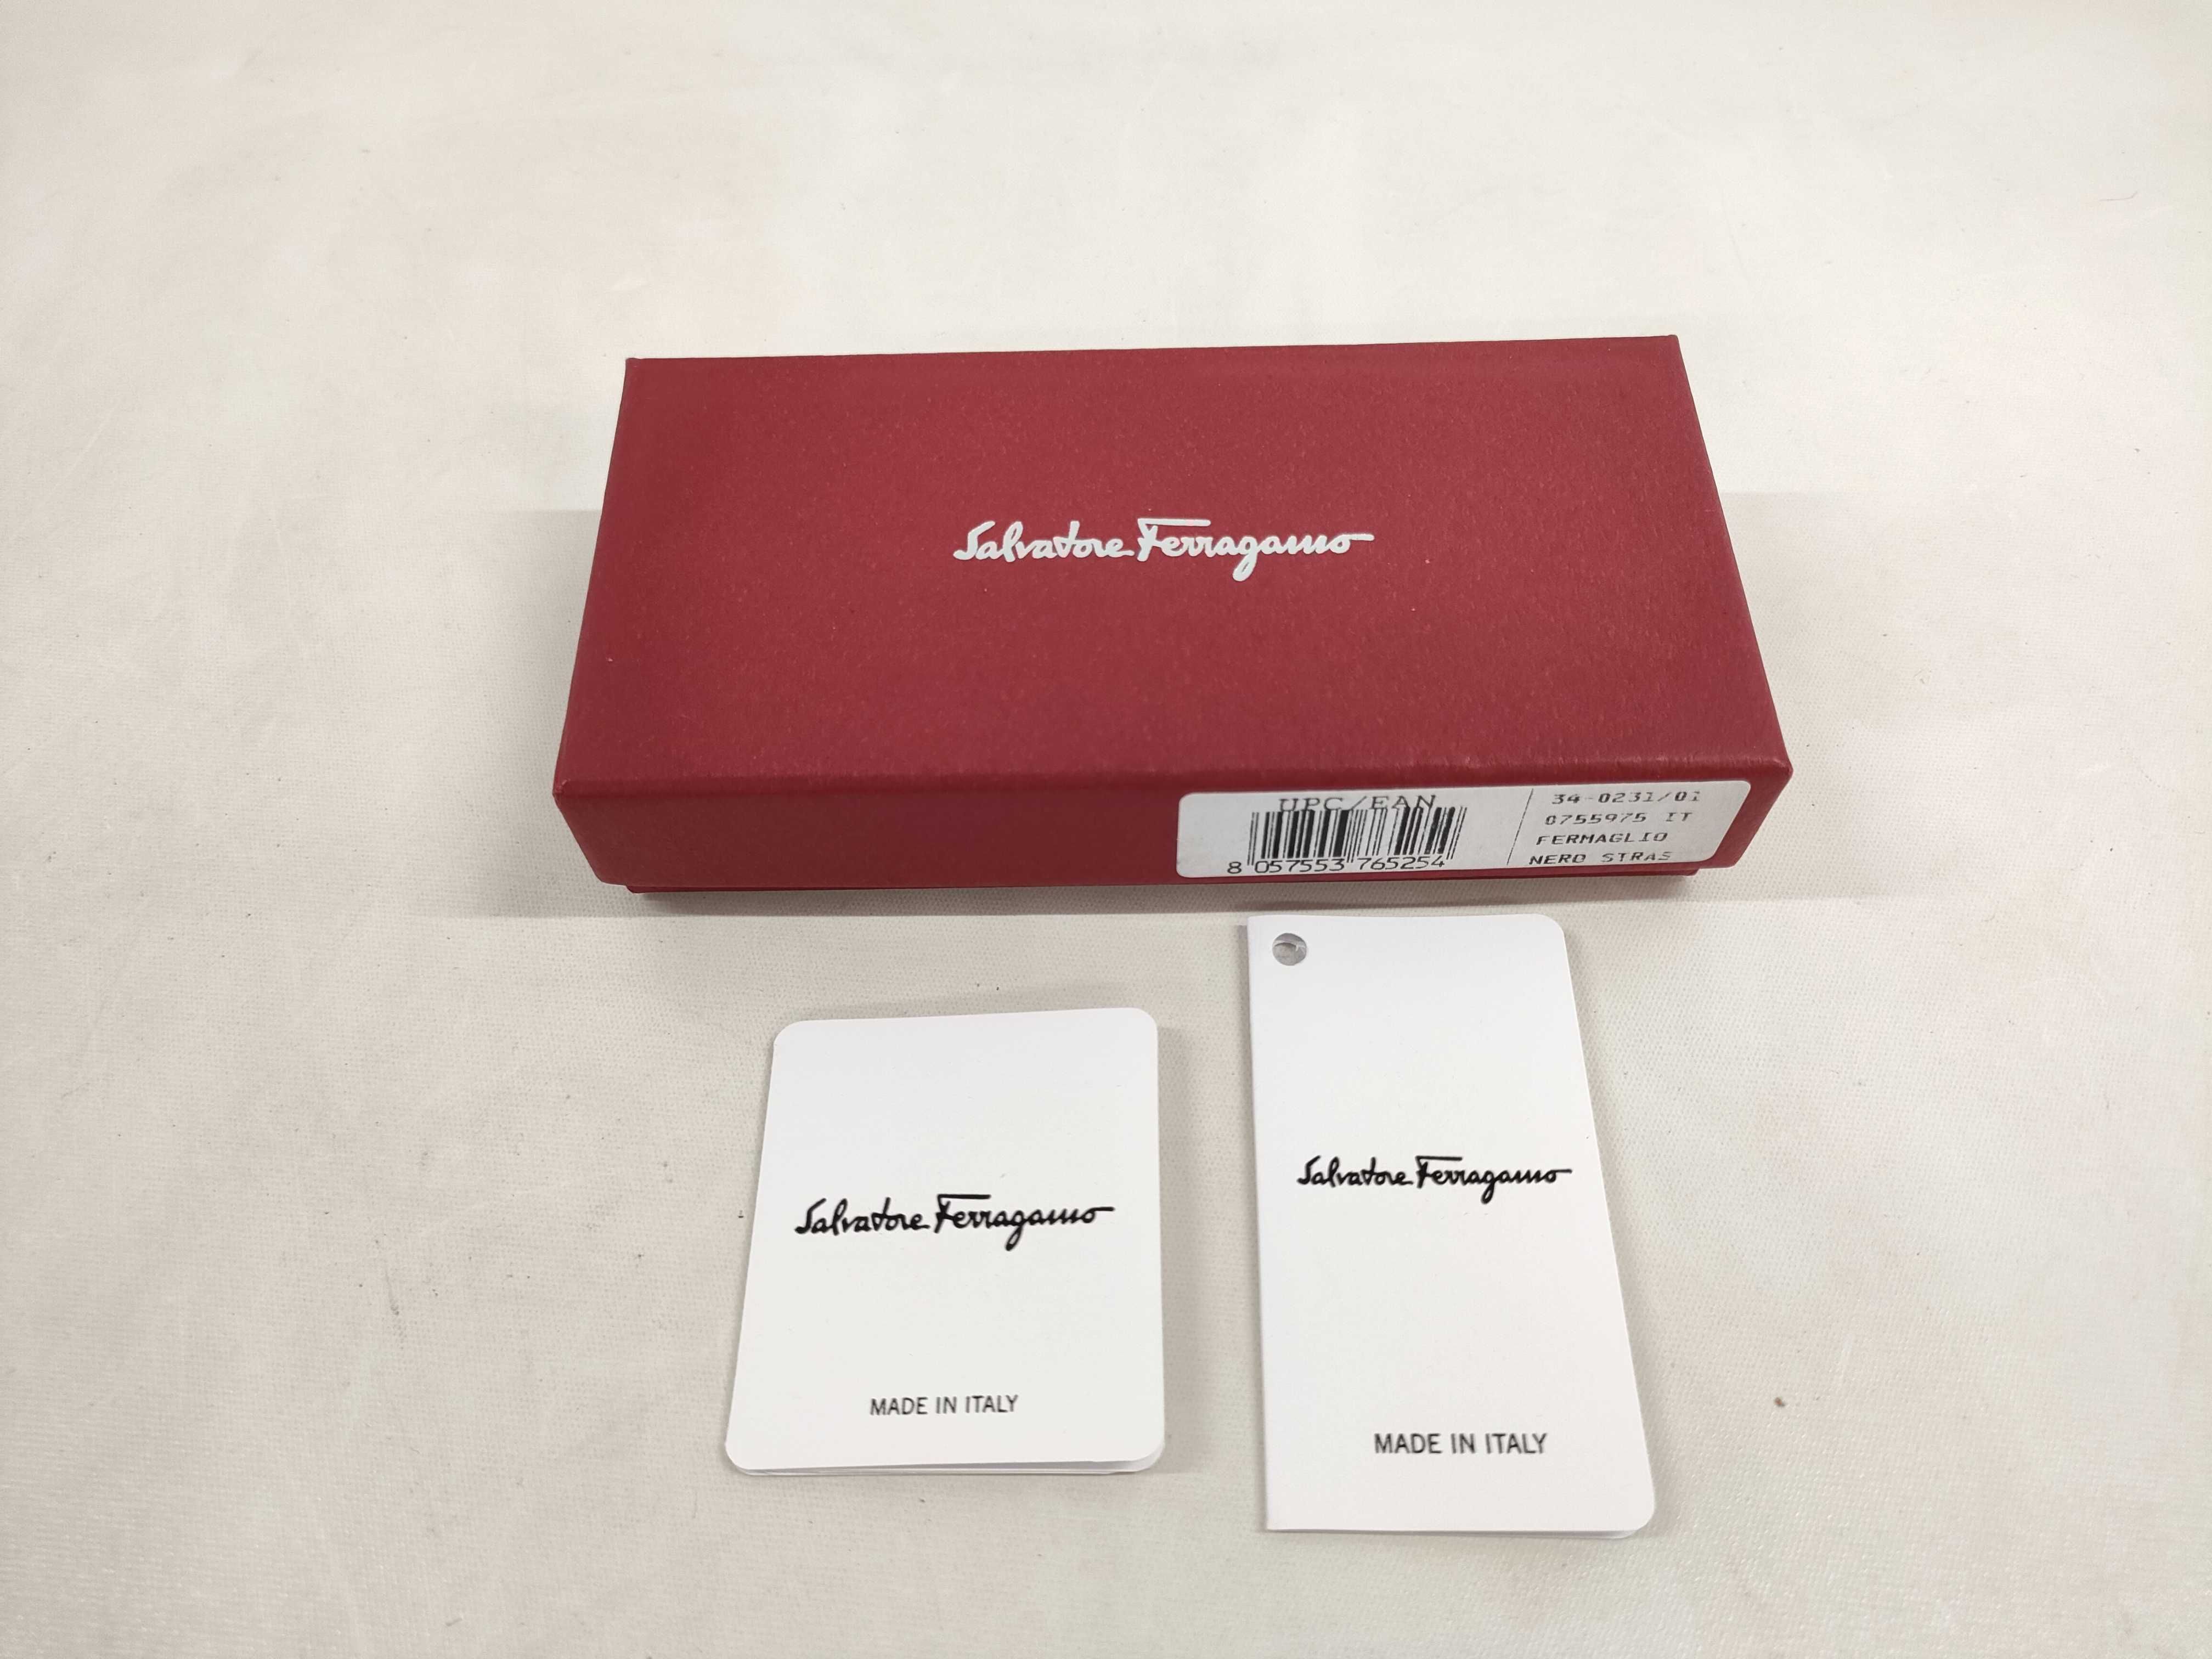 Salvatore Ferragamo
UPC/EAN
8 057553 765254
34-0231/01
0755975 IT
FERMAGLIO
NERO STRAS
Salvatore Ferragamo
MADE IN ITALY
Salvatore Ferragamo
MADE IN ITALY